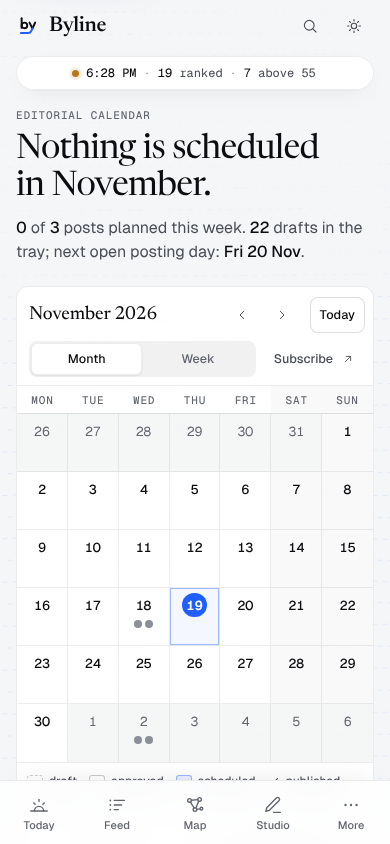 by Byline
6:28 PM · 19 ranked · 7 above 55
EDITORIAL CALENDAR
Nothing is scheduled
in November.
0 of 3 posts planned this week. 22 drafts in the
tray; next open posting day: Fri 20 Nov.
November 2026 Today
Month Week Subscribe
MON TUE WED THU FRI SAT SUN
26 27 28 29 30 31 1
2 3 4 5 6 7 8
9 10 11 12 13 14 15
16 17 18 19 20 21 22
23 24 25 26 27 28 29
30 1 2 3 4 5 6
draft approved scheduled published
Today Feed Map Studio More